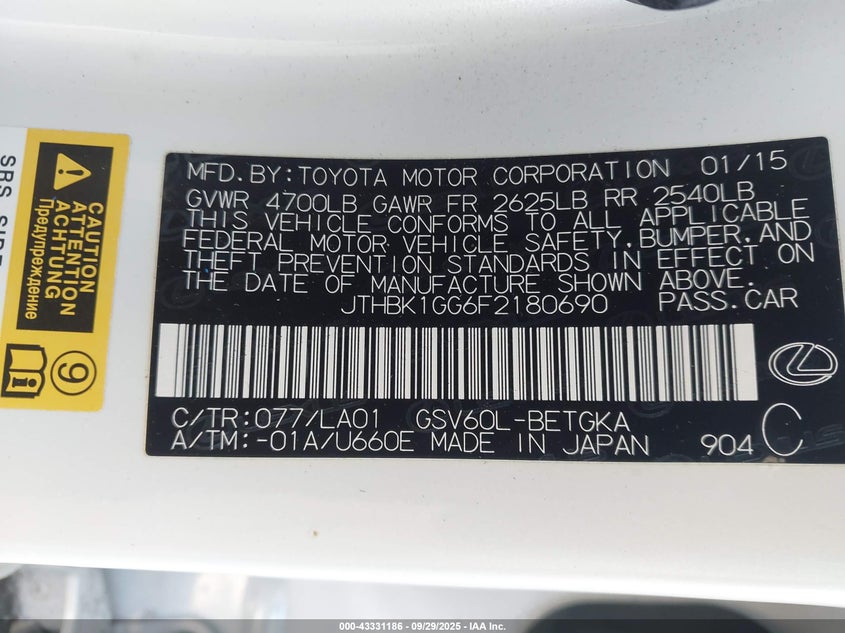 MFD.BY:TOYOTA MOTOR CORPORATION 01/15
GVWR 4700LB GAWR FR 2625LB RR 2540LB
THIS VEHICLE CONFORMS TO ALL APPLICABLE
FEDERAL MOTOR VEHICLE SAFETY,BUMPER,AND
THEFT PREVENTION STANDARDS IN EFFECT ON
THE DATE OF MANUFACTURE SHOWN ABOVE.
JTHBK1GG6F2180690 PASS.CAR
C/TR:077/LA01 GSV60L-BETGKA
A/TM:-01A/U660E MADE IN JAPAN 904 C
CAUTION
ATTENTION
ACHTUNG
Предупреждение
9
SRS
000-43331186 | 09/29/2025 | IAA Inc.